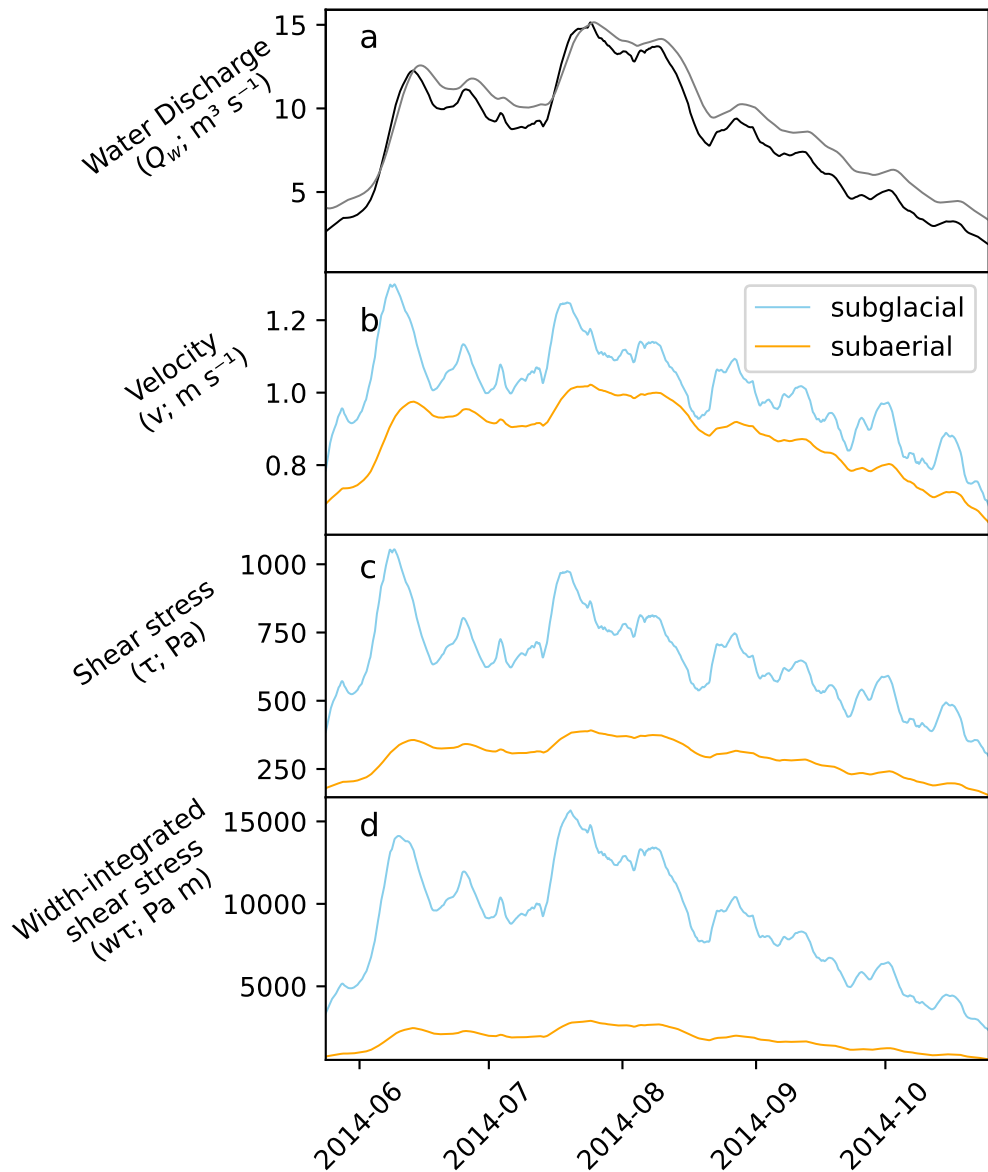 a
15
10
5
Water Discharge
(Qw; m³ s⁻¹)
b
subglacial
subaerial
1.2
1.0
0.8
Velocity
(v; m s⁻¹)
c
1000
750
500
250
Shear stress
(τ; Pa)
d
15000
10000
5000
Width-integrated
shear stress
(wτ; Pa m)
2014-06
2014-07
2014-08
2014-09
2014-10